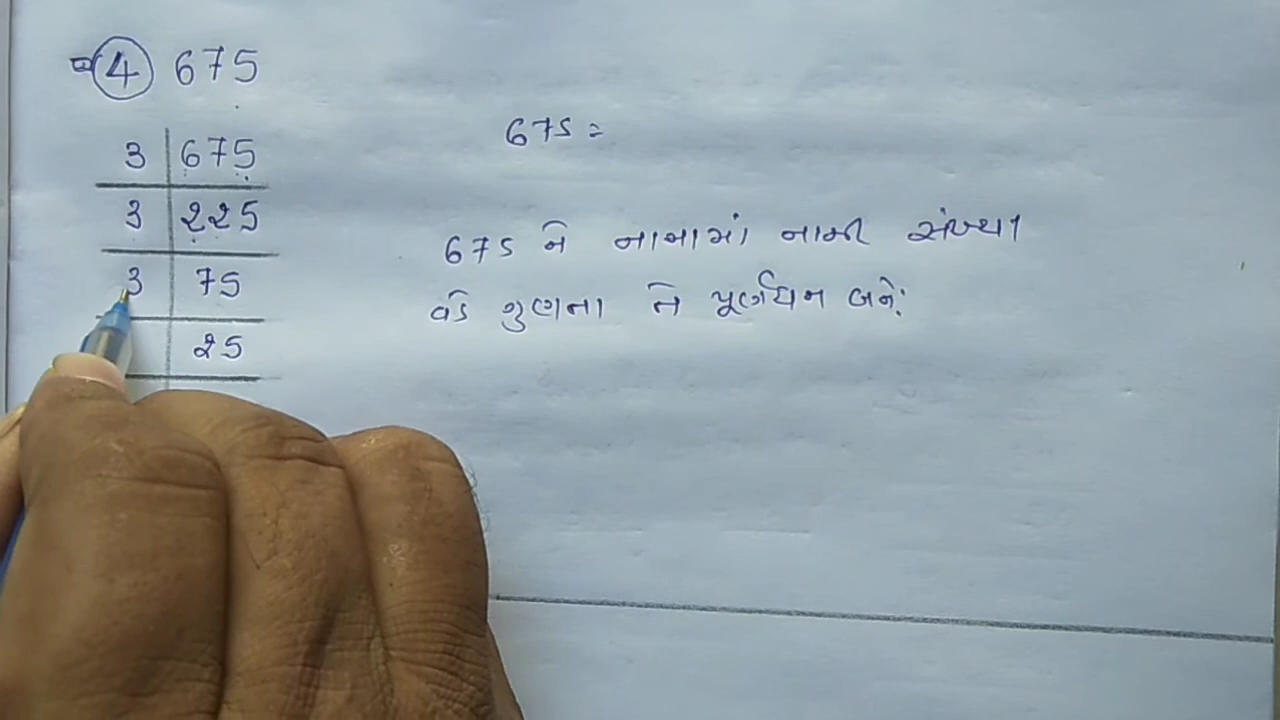 ④ 675
3 | 675
3 | 225
3 | 75
25
675 =
675 ને નાનામાં નાની સંખ્યા
વડે ગુણતા તે પૂર્ણઘન બને: